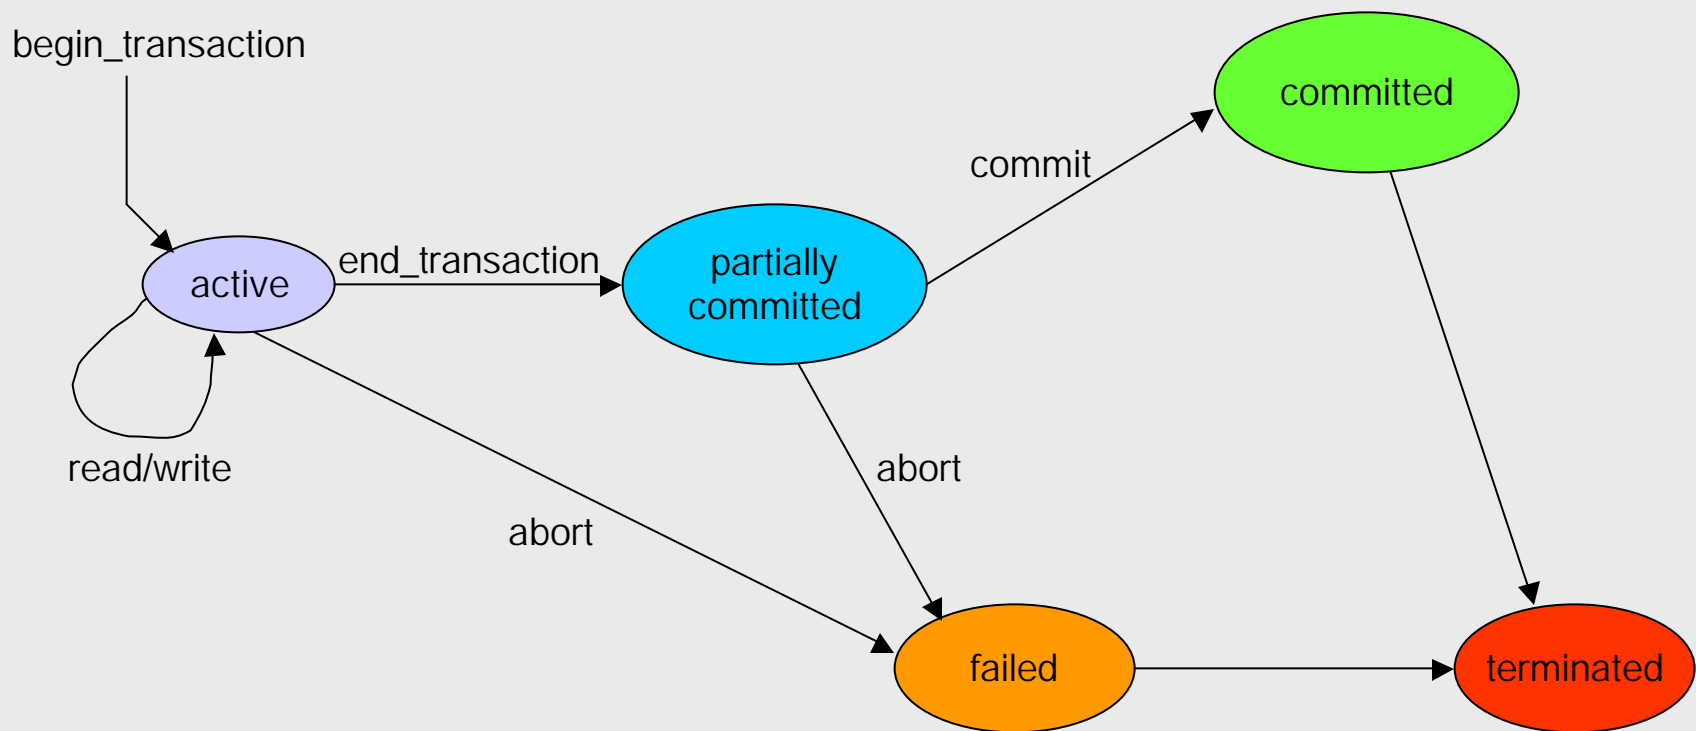 begin_transaction
committed
commit
end_transaction
partially
committed
active
read/write
abort
abort
failed
terminated